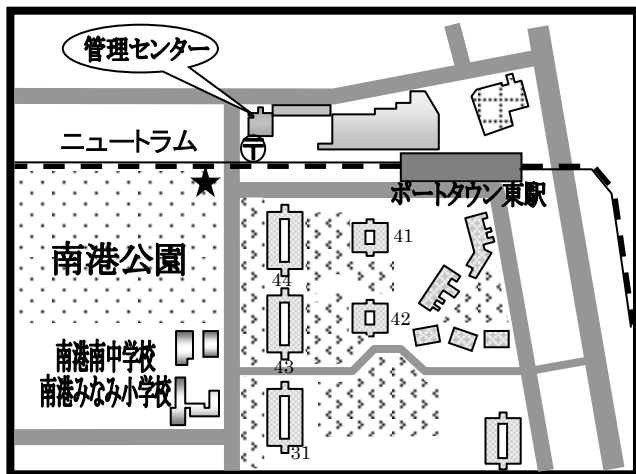 管理センター
ニュートラム
〒
ポートタウン東駅
南港公園
41
44
42
南港南中学校
43
南港みなみ小学校
31